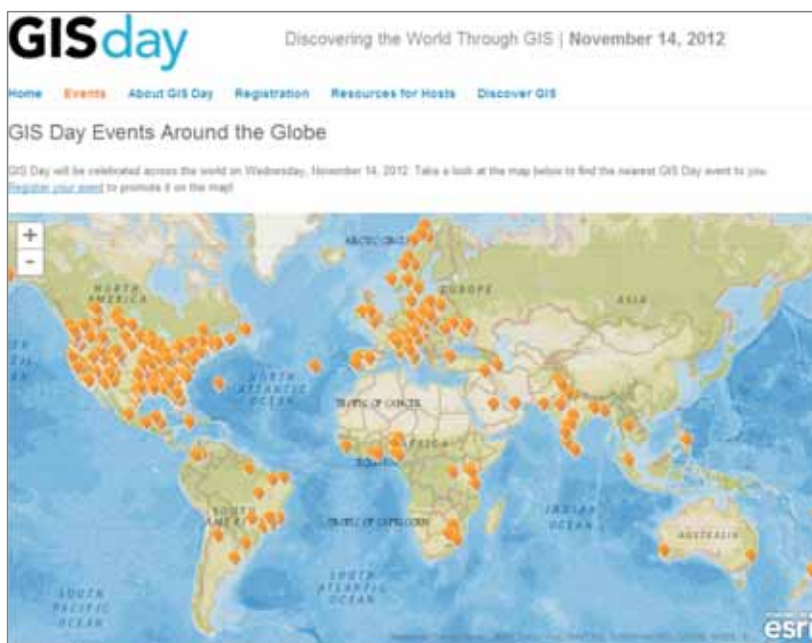 GISday
Discovering the World Through GIS | November 14, 2012
Home Events About GIS Day Registration Resources for Hosts Discover GIS
GIS Day Events Around the Globe
GIS Day will be celebrated across the world on Wednesday, November 14, 2012. Take a look at the map below to find the nearest GIS Day event to you.
Register your event to promote it on the map!
+
-
ARCTIC CIRCLE
NORTH
AMERICA
EUROPE
ASIA
NORTH
ATLANTIC
OCEAN
TROPIC OF CANCER
AFRICA
EQUATOR
SOUTH
AMERICA
INDIAN
OCEAN
TROPIC OF CAPRICORN
AUSTRALIA
SOUTH
PACIFIC
OCEAN
SOUTH
ATLANTIC
OCEAN
esri